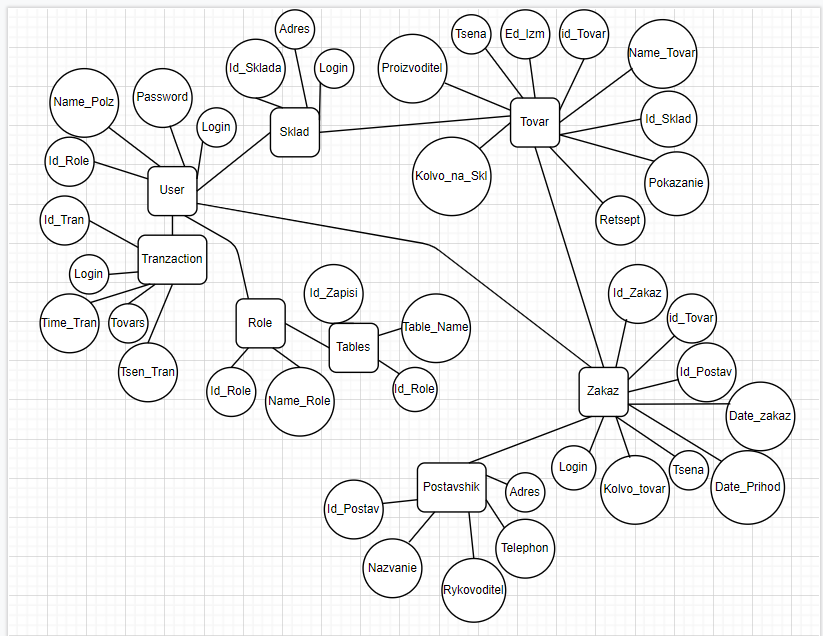 Adres
Id_Sklada
Login
Sklad
Name_Polz
Password
Login
Id_Role
User
Proizvoditel
Tsena
Ed_Izm
id_Tovar
Name_Tovar
Tovar
Id_Sklad
Kolvo_na_Skl
Pokazanie
Retsept
Id_Tran
Tranzaction
Login
Time_Tran
Tovars
Tsen_Tran
Role
Id_Role
Name_Role
Id_Zapisi
Tables
Table_Name
Id_Role
Id_Zakaz
id_Tovar
Id_Postav
Zakaz
Date_zakaz
Login
Kolvo_tovar
Tsena
Date_Prihod
Postavshik
Adres
Id_Postav
Telephon
Nazvanie
Rykovoditel